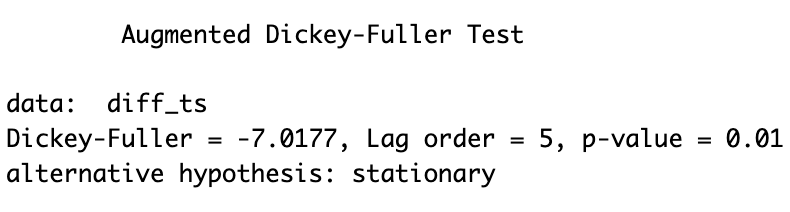 Augmented Dickey-Fuller Test
data:  diff_ts
Dickey-Fuller = -7.0177, Lag order = 5, p-value = 0.01
alternative hypothesis: stationary